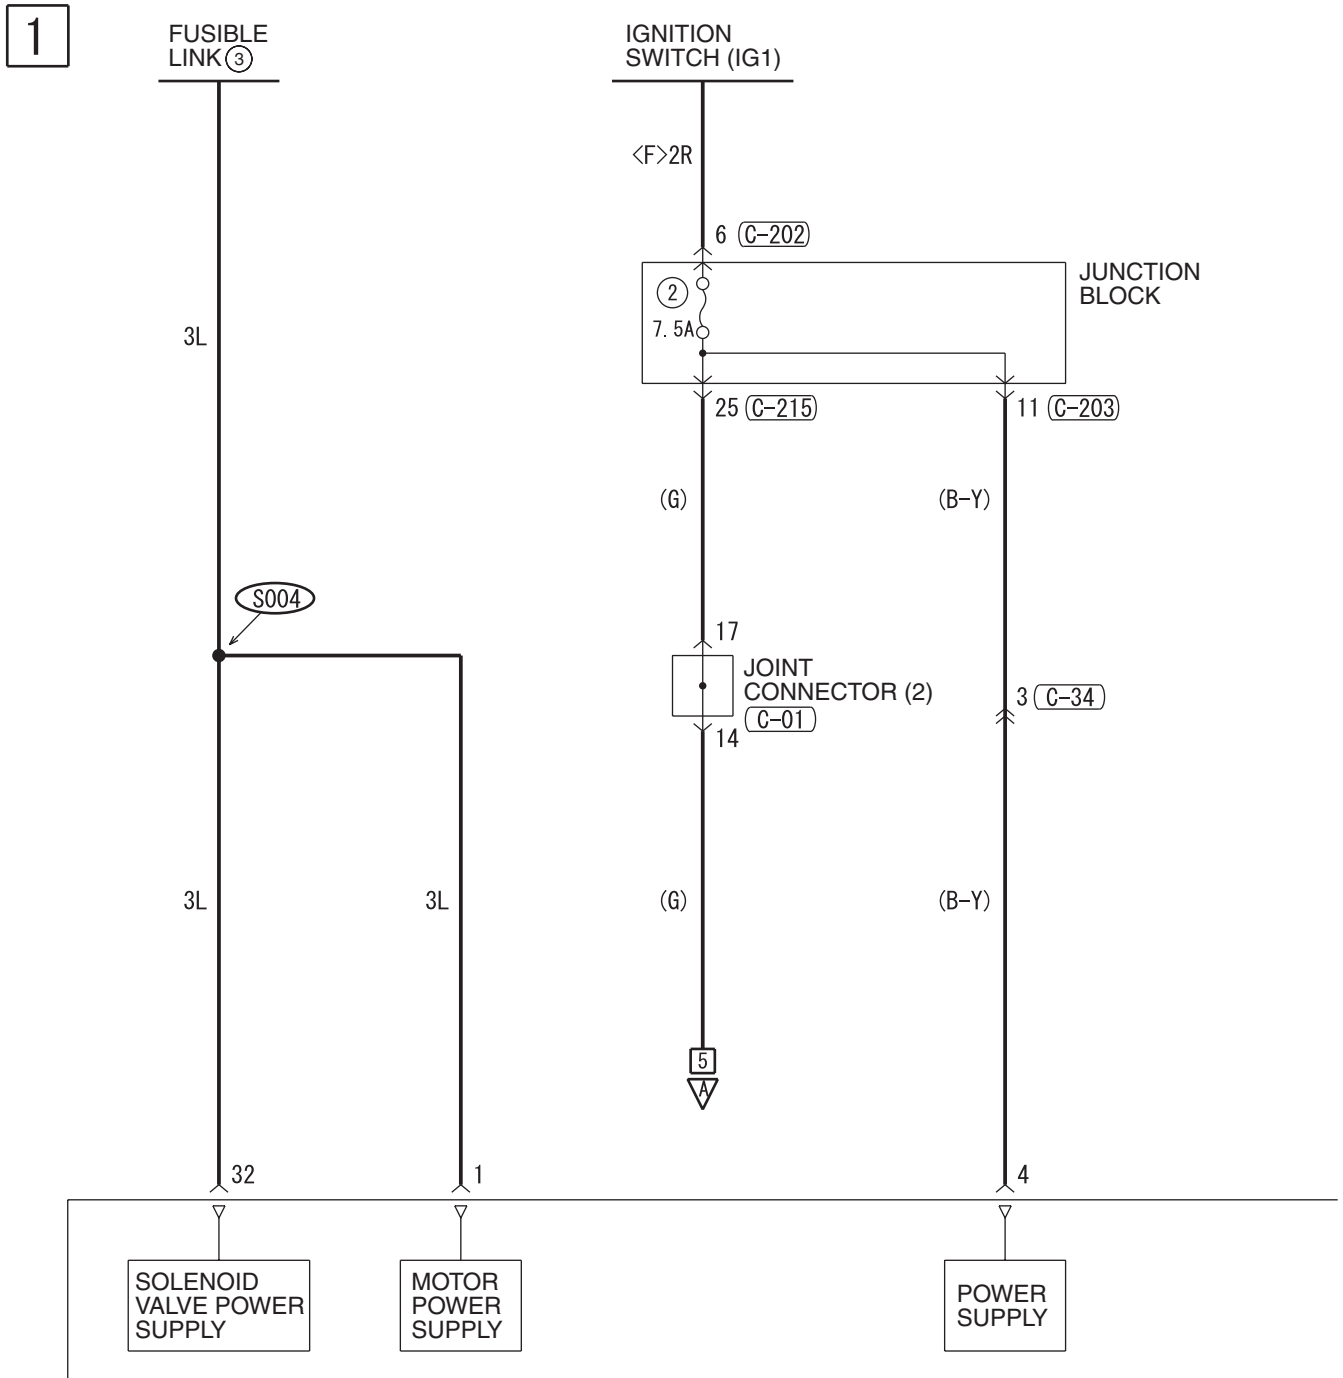 1
FUSIBLE
LINK 3
IGNITION
SWITCH (IG1)
<F>2R
6 C-202
JUNCTION
BLOCK
2
7.5A
3L
25 C-215
11 C-203
(G)
(B-Y)
S004
17
JOINT
CONNECTOR (2)
C-01
14
3 C-34
3L
3L
(G)
(B-Y)
5
A
32
1
4
SOLENOID
VALVE POWER
SUPPLY
MOTOR
POWER
SUPPLY
POWER
SUPPLY